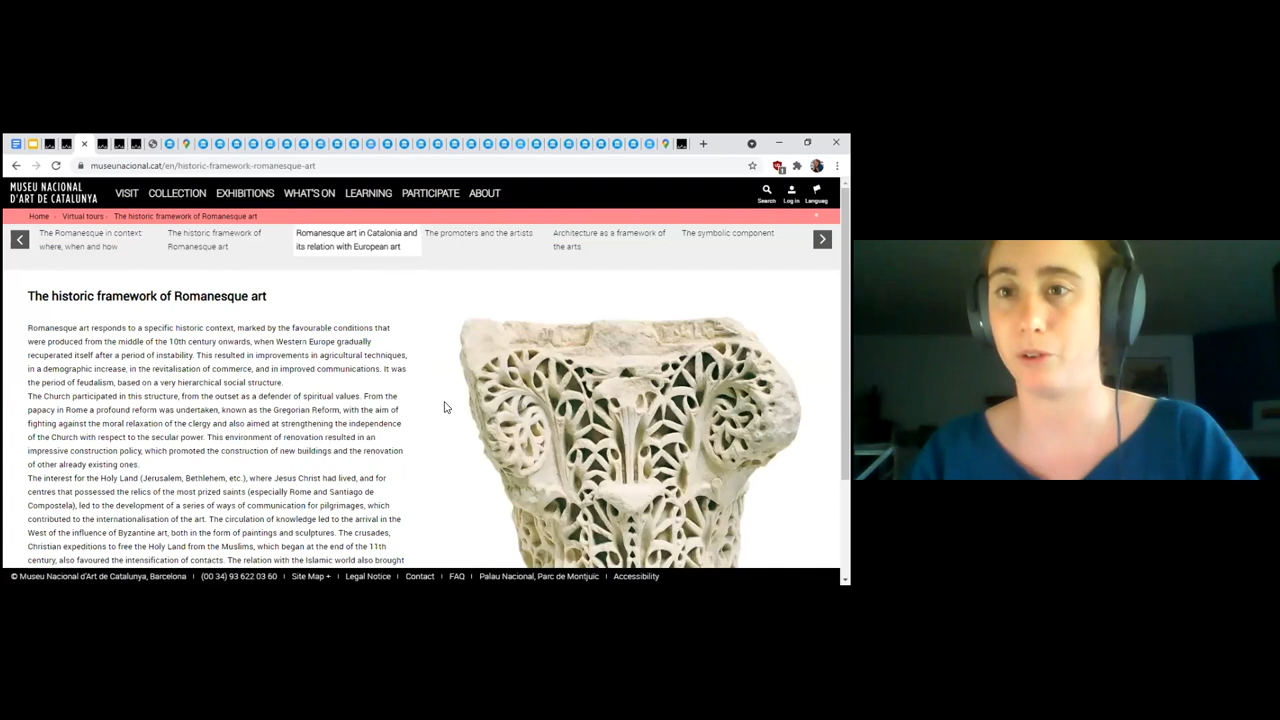 museunacional.cat/en/historic-framework-romanesque-art
MUSEU NACIONAL
D'ART DE CATALUNYA
VISIT COLLECTION EXHIBITIONS WHAT'S ON LEARNING PARTICIPATE ABOUT
Search Log in Languag
Home Virtual tours The historic framework of Romanesque art
The Romanesque in context
where, when and how
The historic framework of
Romanesque art
Romanesque art in Catalonia and
its relation with European art
The promoters and the artists
Architecture as a framework of
the arts
The symbolic component
The historic framework of Romanesque art
Romanesque art responds to a specific historic context, marked by the favourable conditions that
were produced from the middle of the 10th century onwards, when Western Europe gradually
recuperated itself after a period of instability. This resulted in improvements in agricultural techniques,
in a demographic increase, in the revitalisation of commerce, and in improved communications. It was
the period of feudalism, based on a very hierarchical social structure.
The Church participated in this structure, from the outset as a defender of spiritual values. From the
papacy in Rome a profound reform was undertaken, known as the Gregorian Reform, with the aim of
fighting against the moral relaxation of the clergy and also aimed at strengthening the independence
of the Church with respect to the secular power. This environment of renovation resulted in an
impressive construction policy, which promoted the construction of new buildings and the renovation
of other already existing ones.
The interest for the Holy Land (Jerusalem, Bethlehem, etc.), where Jesus Christ had lived, and for
centres that possessed the relics of the most prized saints (especially Rome and Santiago de
Compostela), led to the development of a series of ways of communication for pilgrimages, which
contributed to the internationalisation of the art. The circulation of knowledge led to the arrival in the
West of the influence of Byzantine art, both in the form of paintings and sculptures. The crusades,
Christian expeditions to free the Holy Land from the Muslims, which began at the end of the 11th
century, also favoured the intensification of contacts. The relation with the Islamic world also brought
© Museu Nacional d'Art de Catalunya, Barcelona | (00 34) 93 622 03 60 | Site Map + | Legal Notice | Contact | FAQ | Palau Nacional, Parc de Montjuïc | Accessibility